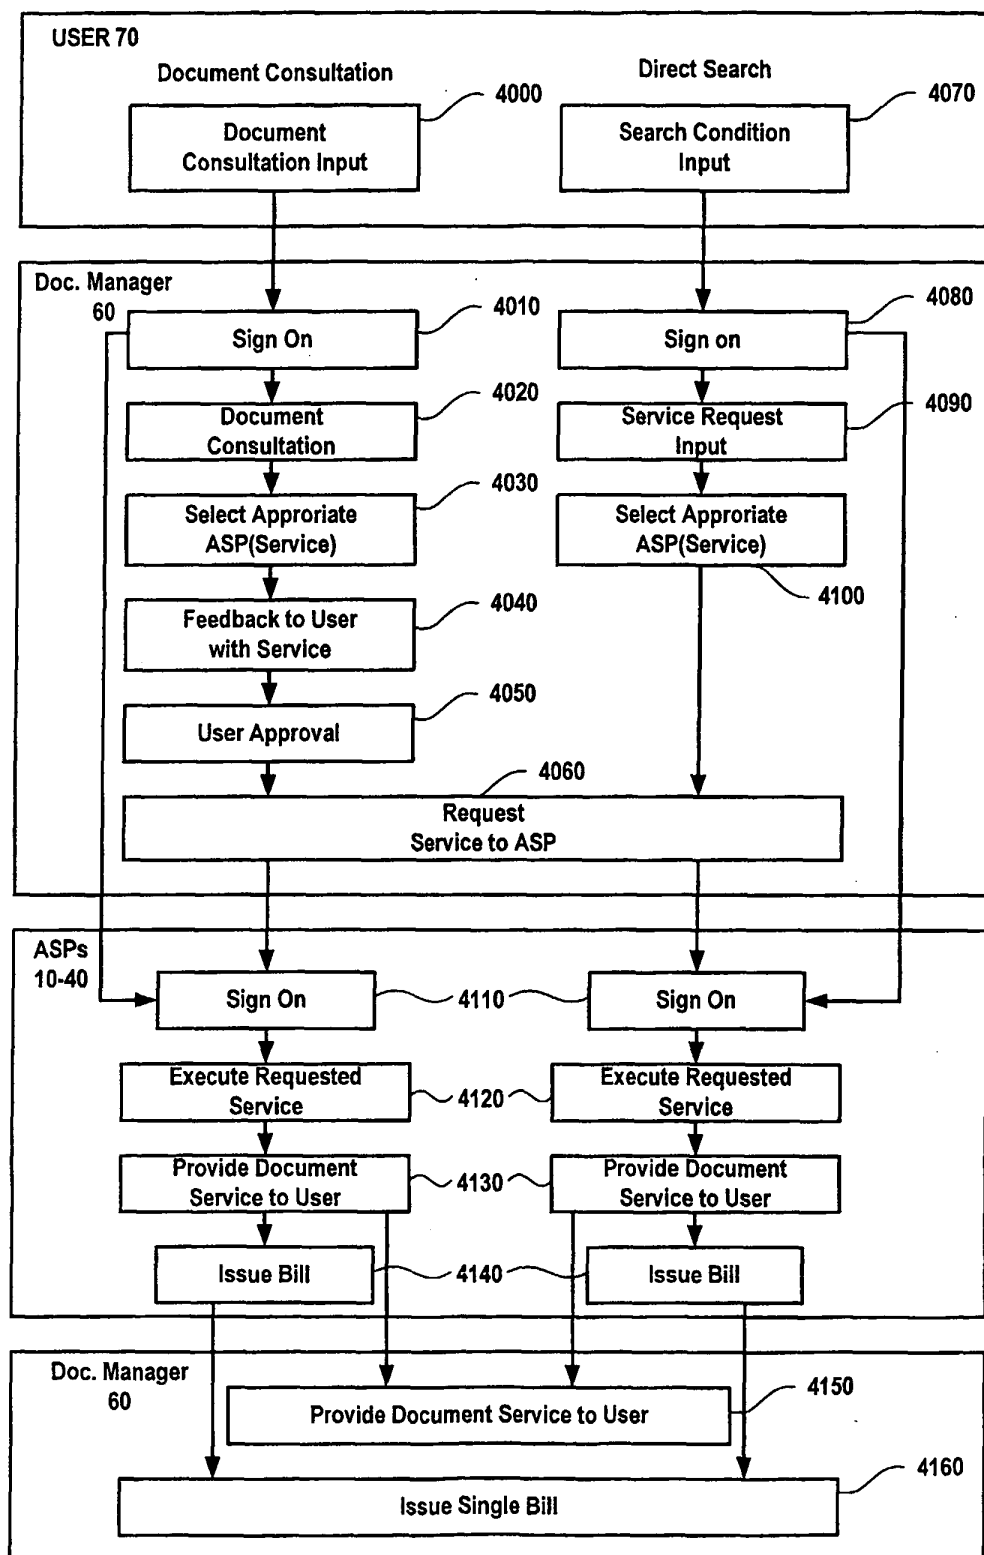 USER 70
Document Consultation
Direct Search
4000
4070
Document
Consultation Input
Search Condition
Input
Doc. Manager
60
4010
4080
Sign On
Sign on
4020
4090
Document
Consultation
Service Request
Input
4030
Select Approriate
ASP(Service)
Select Approriate
ASP(Service)
4100
4040
Feedback to User
with Service
4050
User Approval
4060
Request
Service to ASP
ASPs
10-40
Sign On
4110
Sign On
Execute Requested
Service
4120
Execute Requested
Service
Provide Document
Service to User
4130
Provide Document
Service to User
Issue Bill
4140
Issue Bill
Doc. Manager
60
4150
Provide Document Service to User
4160
Issue Single Bill